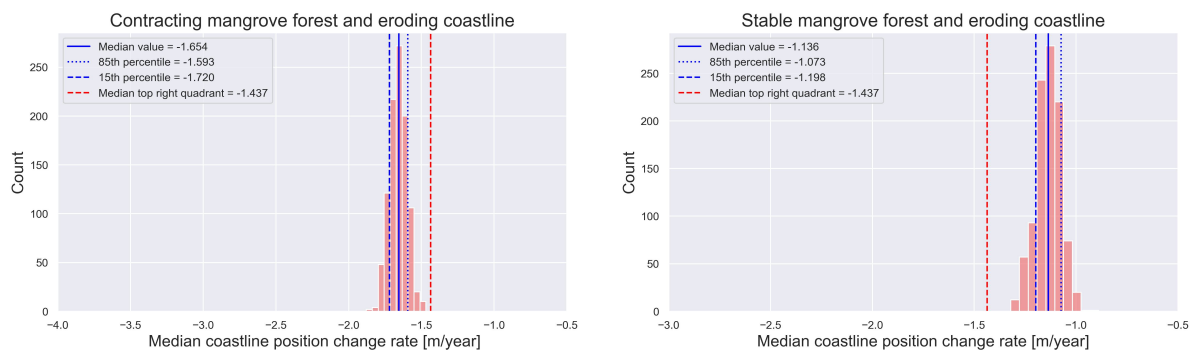 Contracting mangrove forest and eroding coastline
Median value = -1.654
85th percentile = -1.593
15th percentile = -1.720
Median top right quadrant = -1.437
Count
250
200
150
100
50
0
−4.0 −3.5 −3.0 −2.5 −2.0 −1.5 −1.0 −0.5
Median coastline position change rate [m/year]
Stable mangrove forest and eroding coastline
Median value = -1.136
85th percentile = -1.073
15th percentile = -1.198
Median top right quadrant = -1.437
Count
250
200
150
100
50
0
−3.0 −2.5 −2.0 −1.5 −1.0 −0.5
Median coastline position change rate [m/year]